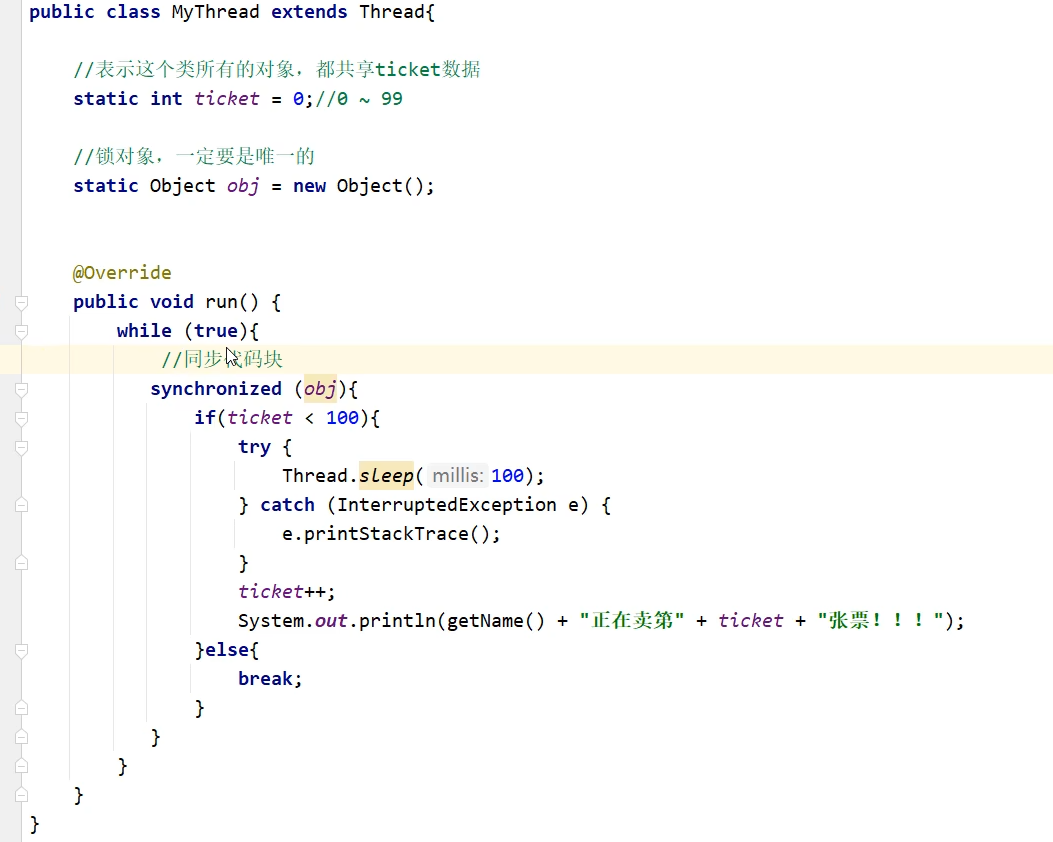 public class MyThread extends Thread{
//表示这个类所有的对象，都共享ticket数据
static int ticket = 0;//0 ~ 99
//锁对象，一定要是唯一的
static Object obj = new Object();
@Override
public void run() {
while (true){
//同步代码块
synchronized (obj){
if(ticket < 100){
try {
Thread.sleep( millis: 100);
} catch (InterruptedException e) {
e.printStackTrace();
}
ticket++;
System.out.println(getName() + "正在卖第" + ticket + "张票！！！");
}else{
break;
}
}
}
}
}